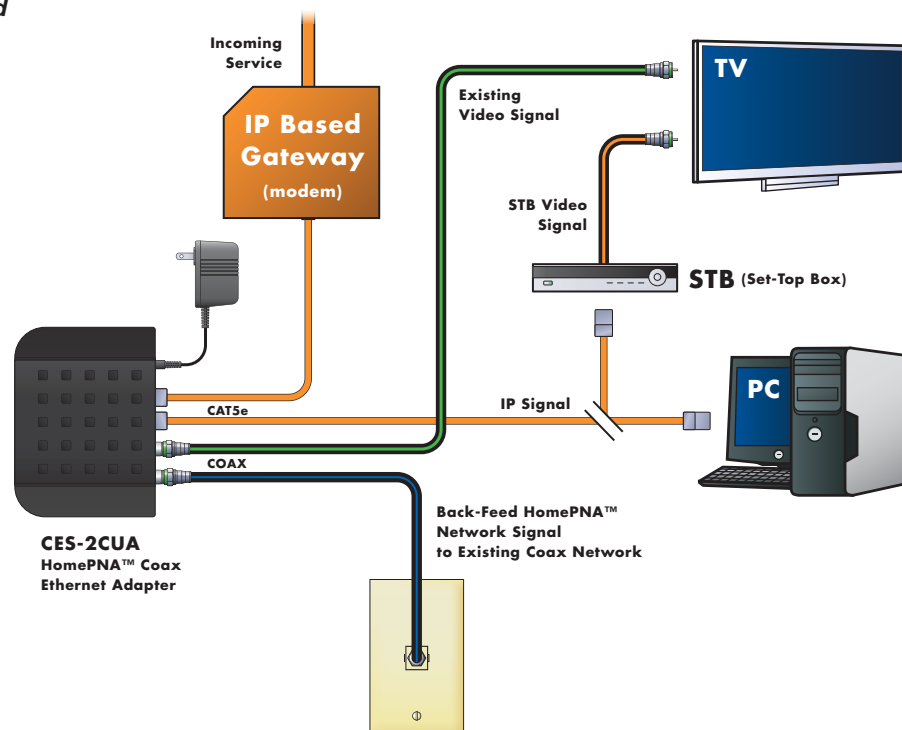 Incoming
Service
IP Based
Gateway
(modem)
Existing
Video Signal
TV
STB Video
Signal
STB (Set-Top Box)
CAT5e
IP Signal
PC
COAX
Back-Feed HomePNA™
Network Signal
to Existing Coax Network
CES-2CUA
HomePNA™ Coax
Ethernet Adapter